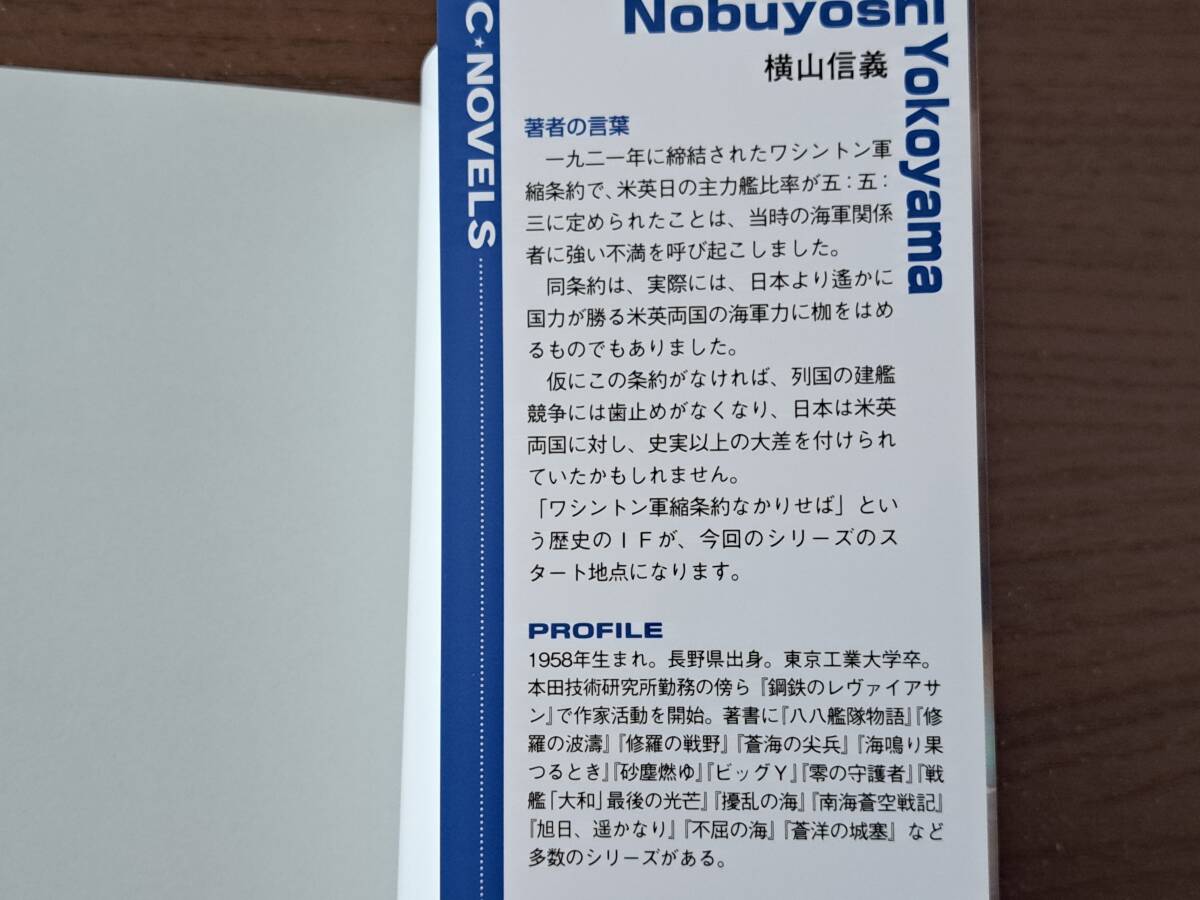 C★NOVELS
Nobuyoshi
Yokoyama
横山信義
著者の言葉
一九二一年に締結されたワシントン軍
縮条約で、米英日の主力艦比率が五：五：
三に定められたことは、当時の海軍関係
者に強い不満を呼び起こしました。
同条約は、実際には、日本より遙かに
国力が勝る米英両国の海軍力に枷をはめ
るものでもありました。
仮にこの条約がなければ、列国の建艦
競争には歯止めがなくなり、日本は米英
両国に対し、史実以上の大差を付けられ
ていたかもしれません。
「ワシントン軍縮条約なかりせば」とい
う歴史のＩＦが、今回のシリーズのス
タート地点になります。
PROFILE
1958年生まれ。長野県出身。東京工業大学卒。
本田技術研究所勤務の傍ら『鋼鉄のレヴァイアサ
ン』で作家活動を開始。著書に『八八艦隊物語』『修
羅の波濤』『修羅の戦野』『蒼海の尖兵』『海鳴り果
つるとき』『砂塵燃ゆ』『ビッグＹ』『零の守護者』『戦
艦「大和」最後の光芒』『擾乱の海』『南海蒼空戦記』
『旭日、遥かなり』『不屈の海』『蒼洋の城塞』など
多数のシリーズがある。